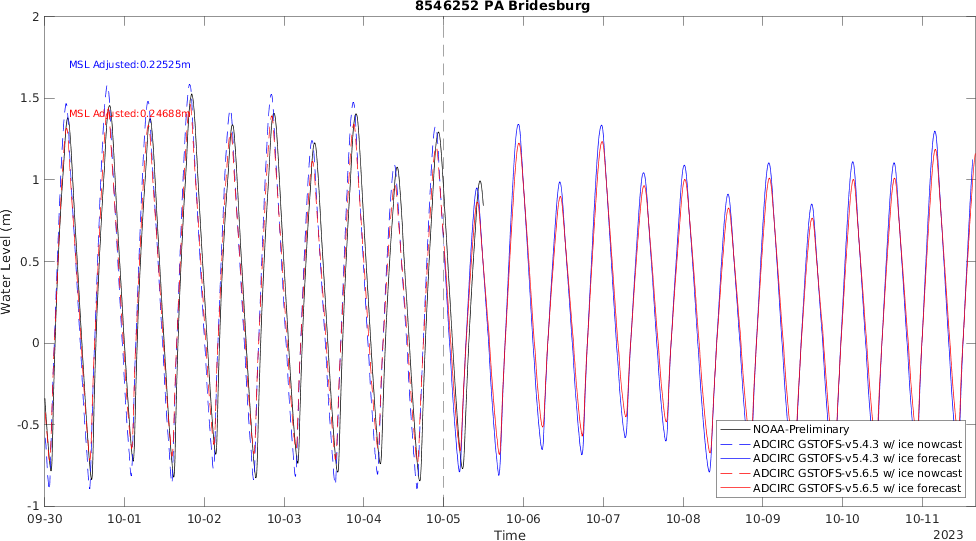 8546252 PA Bridesburg
2
1.5
1
0.5
0
-0.5
-1
Water Level (m)
MSL Adjusted:0.22525m
MSL Adjusted:0.24688m
NOAA-Preliminary
ADCIRC GSTOFS-v5.4.3 w/ ice nowcast
ADCIRC GSTOFS-v5.4.3 w/ ice forecast
ADCIRC GSTOFS-v5.6.5 w/ ice nowcast
ADCIRC GSTOFS-v5.6.5 w/ ice forecast
09-30 10-01 10-02 10-03 10-04 10-05 10-06 10-07 10-08 10-09 10-10 10-11
Time
2023